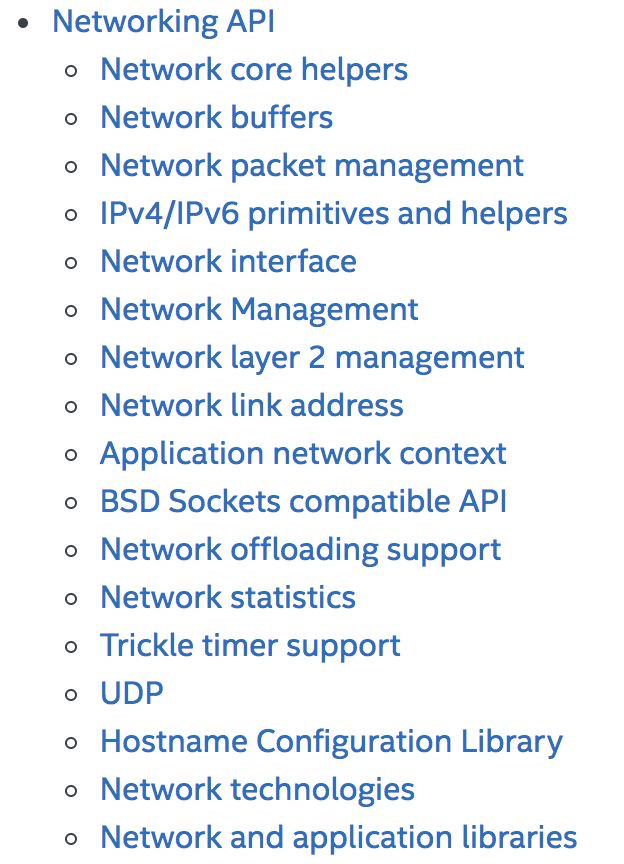 Networking API
Network core helpers
Network buffers
Network packet management
IPv4/IPv6 primitives and helpers
Network interface
Network Management
Network layer 2 management
Network link address
Application network context
BSD Sockets compatible API
Network offloading support
Network statistics
Trickle timer support
UDP
Hostname Configuration Library
Network technologies
Network and application libraries